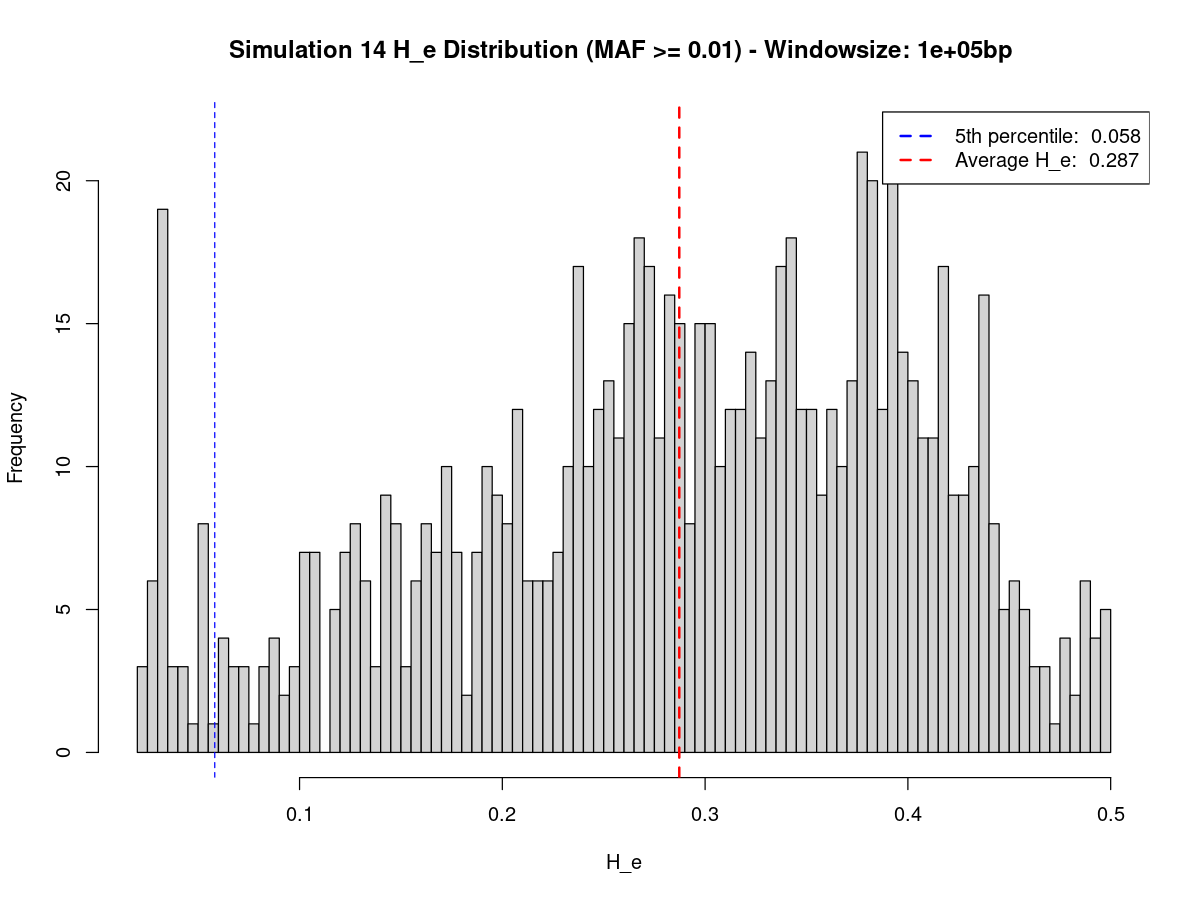 Simulation 14 H_e Distribution (MAF >= 0.01) - Windowsize: 1e+05bp
5th percentile: 0.058
Average H_e: 0.287
Frequency
20
15
10
5
0
0.1 0.2 0.3 0.4 0.5
H_e